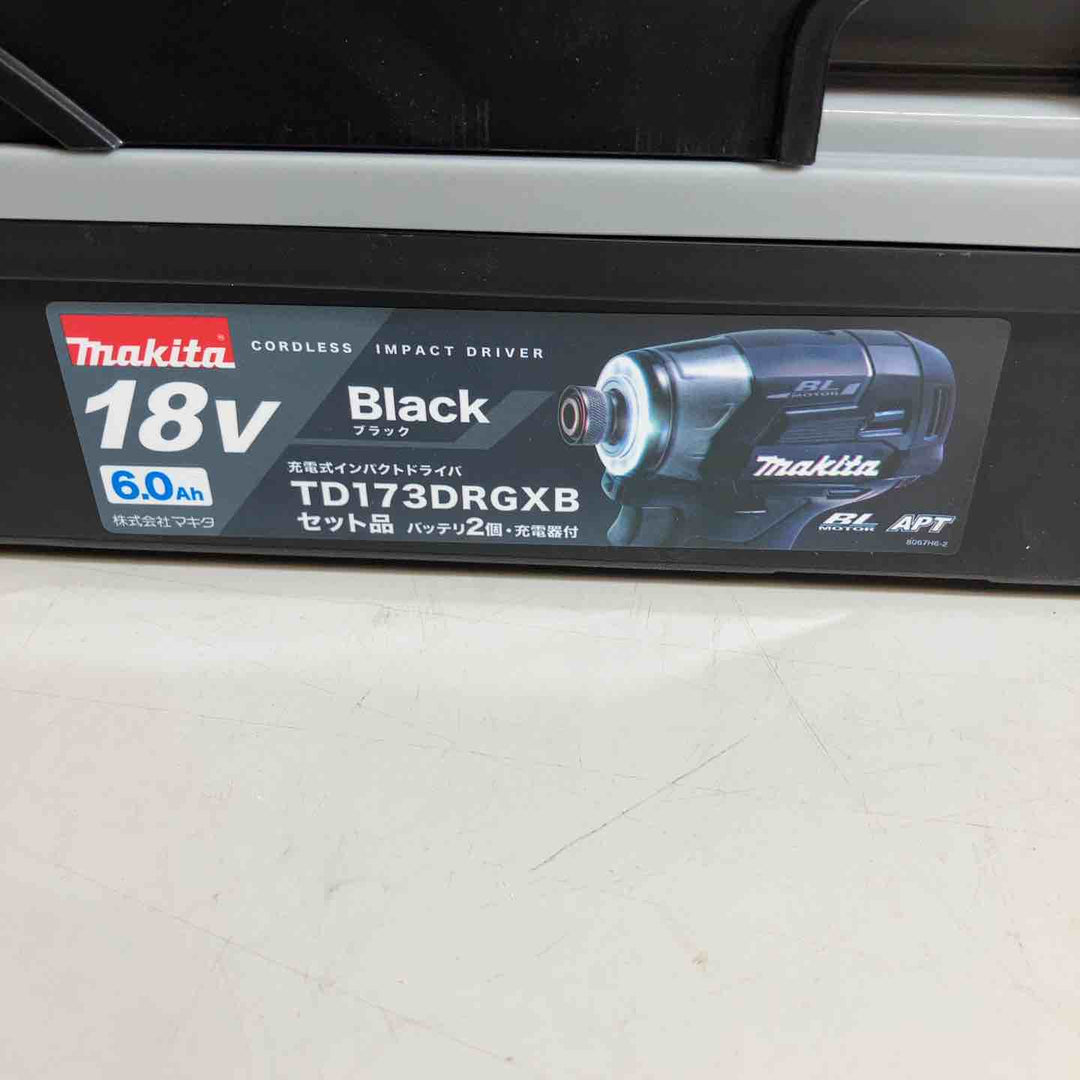 makita
CORDLESS IMPACT DRIVER
18V
Black
ブラック
6.0Ah
充電式インパクトドライバ
TD173DRGXB
株式会社マキタ
セット品 バッテリ2個・充電器付
BL
MOTOR
makita
BL
MOTOR
APT
8067H6-2